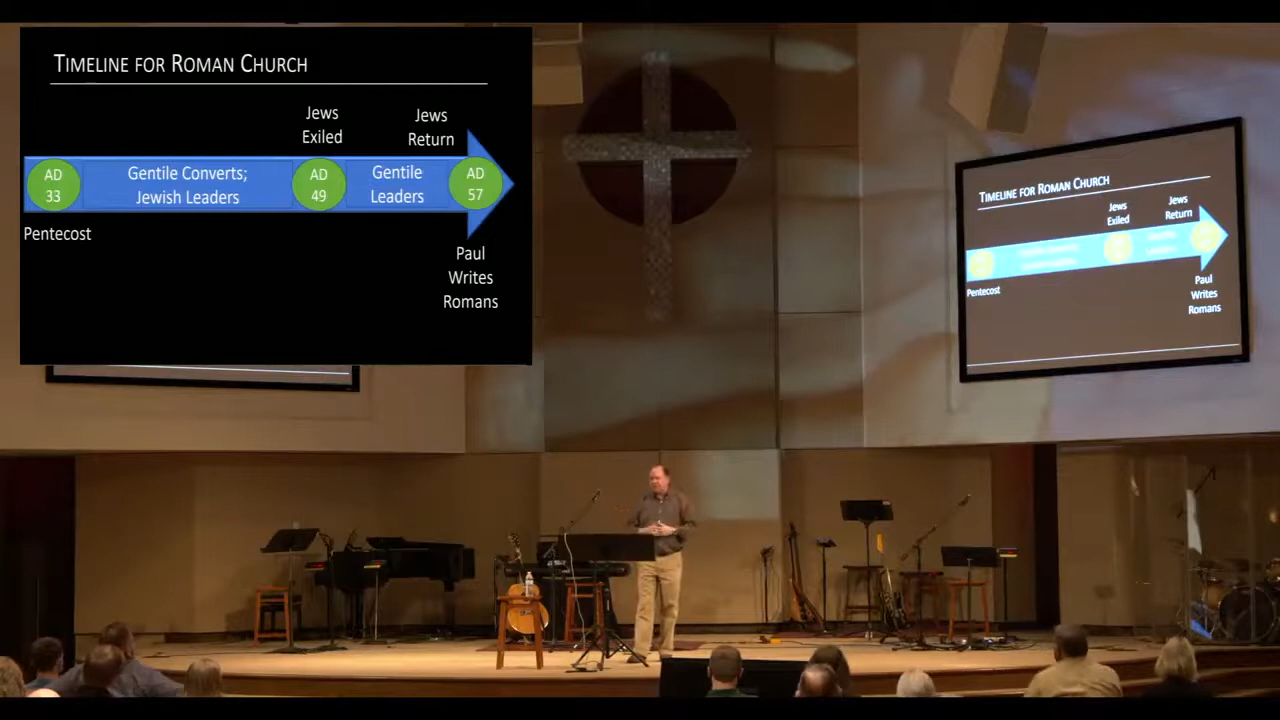 TIMELINE FOR ROMAN CHURCH
Jews
Exiled
Jews
Return
AD
33
Gentile Converts;
Jewish Leaders
AD
49
Gentile
Leaders
AD
57
Pentecost
Paul
Writes
Romans
TIMELINE FOR ROMAN CHURCH
Jews
Exiled
Jews
Return
Pentecost
Paul
Writes
Romans